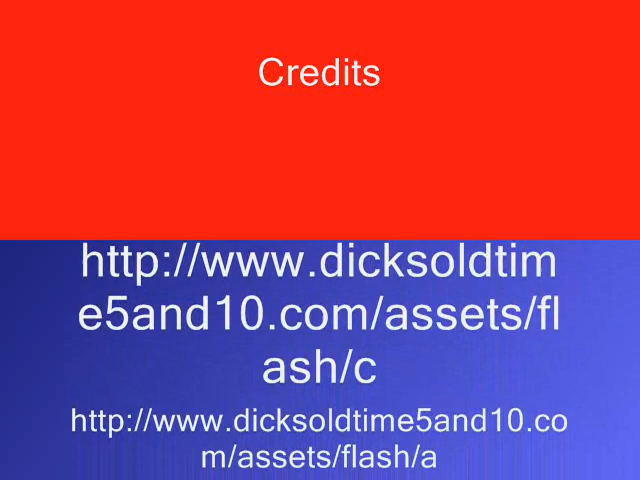 Credits
http://www.dicksoldtim
e5and10.com/assets/fl
ash/c
http://www.dicksoldtime5and10.co
m/assets/flash/a